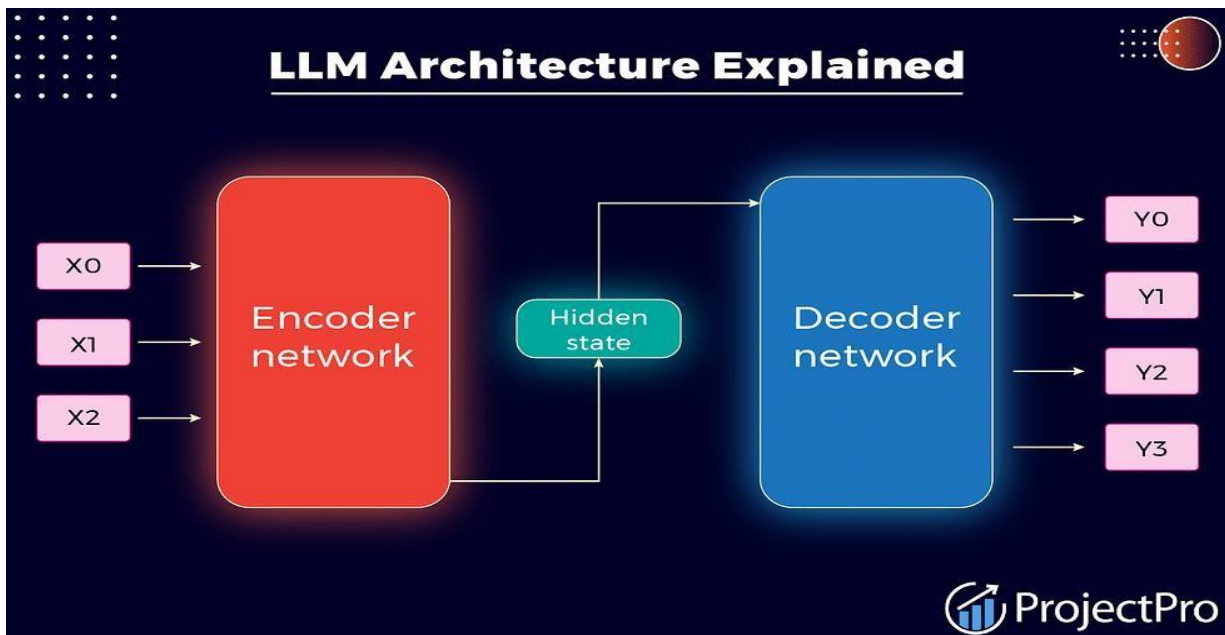 LLM Architecture Explained
X0
X1
X2
Encoder
network
Hidden
state
Decoder
network
Y0
Y1
Y2
Y3
ProjectPro